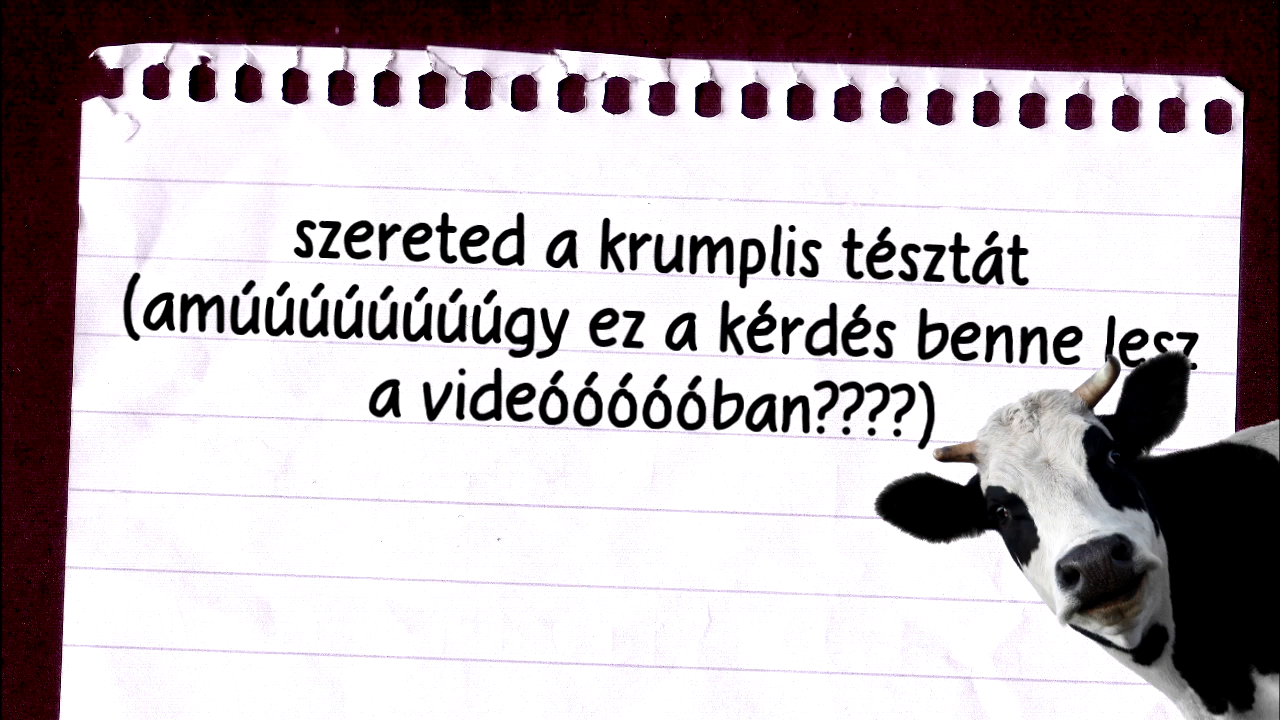 szereted a krumplis tésztát
(amúúúúúúúúgy ez a kérdés benne lesz
a videóóóóóban????)